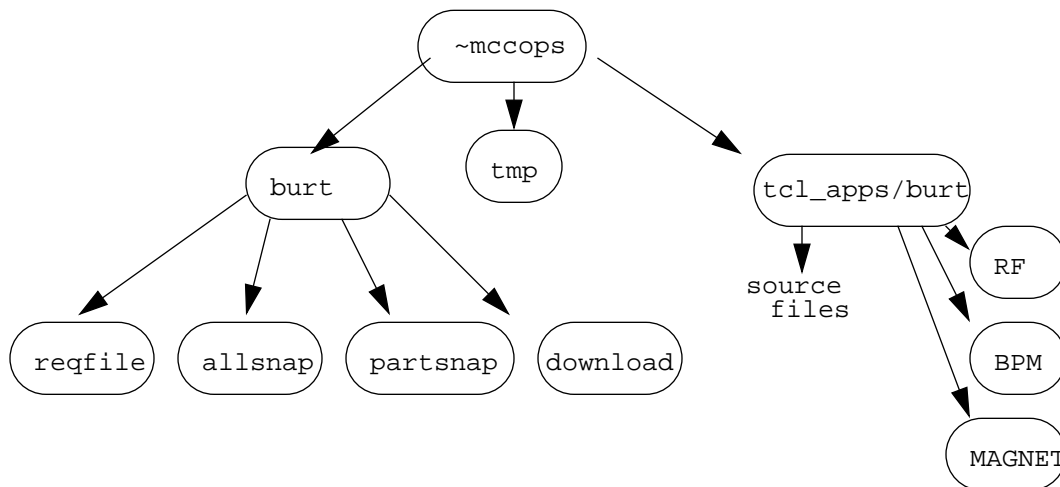 ~mccops
tmp
burt
tcl_apps/burt
RF
source
files
reqfile
allsnap
partsnap
download
BPM
MAGNET